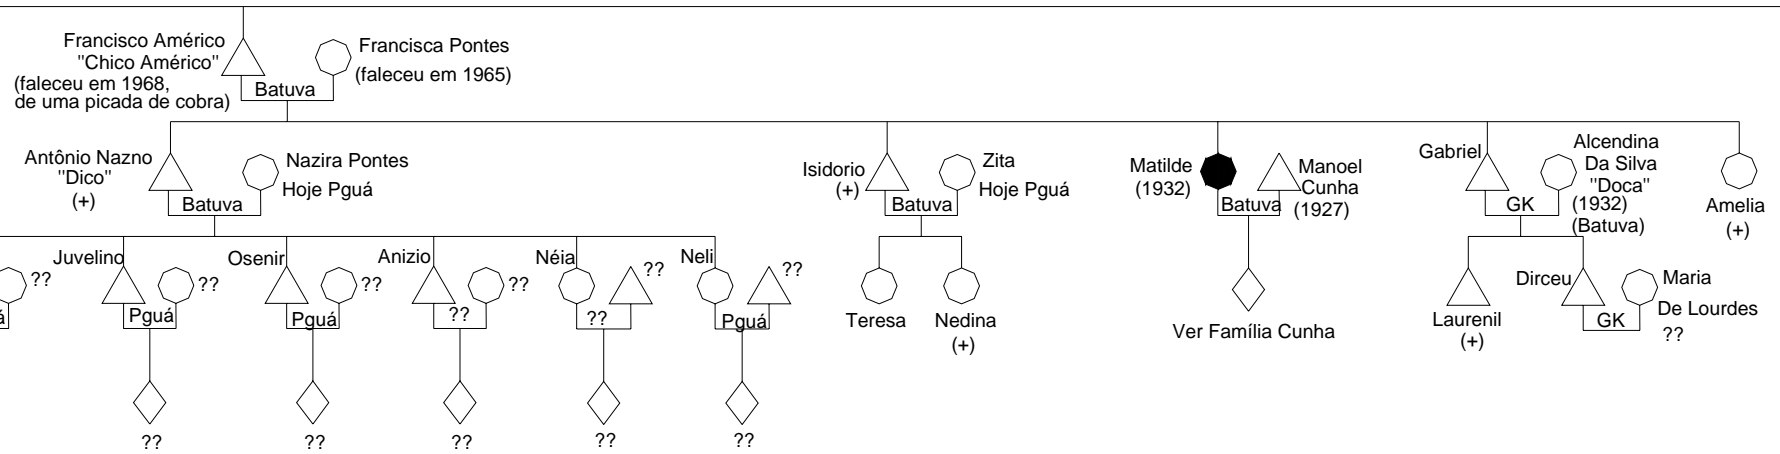 Francisco Américo
"Chico Américo"
(faleceu em 1968,
de uma picada de cobra)
Francisca Pontes
(faleceu em 1965)
Batuva
Antônio Nazno
"Dico"
(+)
Nazira Pontes
Hoje Pguá
Batuva
Isidorio
(+)
Zita
Hoje Pguá
Batuva
Matilde
(1932)
Manoel
Cunha
(1927)
Batuva
Gabriel
Alcendina
Da Silva
"Doca"
(1932)
(Batuva)
GK
Amelia
(+)
á
??
Juvelino
??
Pguá
??
Osenir
??
Pguá
??
Anizio
??
??
??
Néia
??
??
??
Neli
??
Pguá
??
Teresa
Nedina
(+)
Ver Família Cunha
Laurenil
(+)
Dirceu
Maria
De Lourdes
??
GK